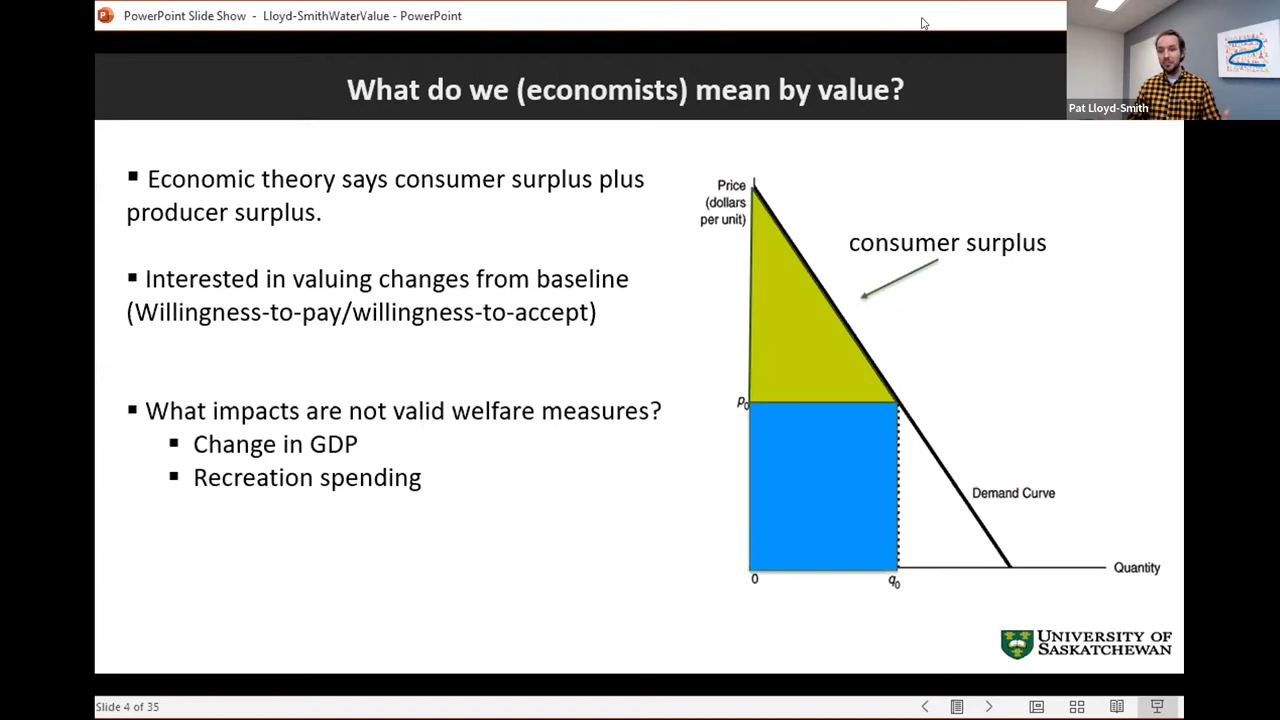 PowerPoint Slide Show - Lloyd-SmithWaterValue - PowerPoint
Pat Lloyd-Smith
What do we (economists) mean by value?
▪ Economic theory says consumer surplus plus
producer surplus.
▪ Interested in valuing changes from baseline
(Willingness-to-pay/willingness-to-accept)
▪ What impacts are not valid welfare measures?
▪ Change in GDP
▪ Recreation spending
Price
(dollars
per unit)
consumer surplus
p₀
Demand Curve
0
q₀
Quantity
UNIVERSITY OF
SASKATCHEWAN
Slide 4 of 35